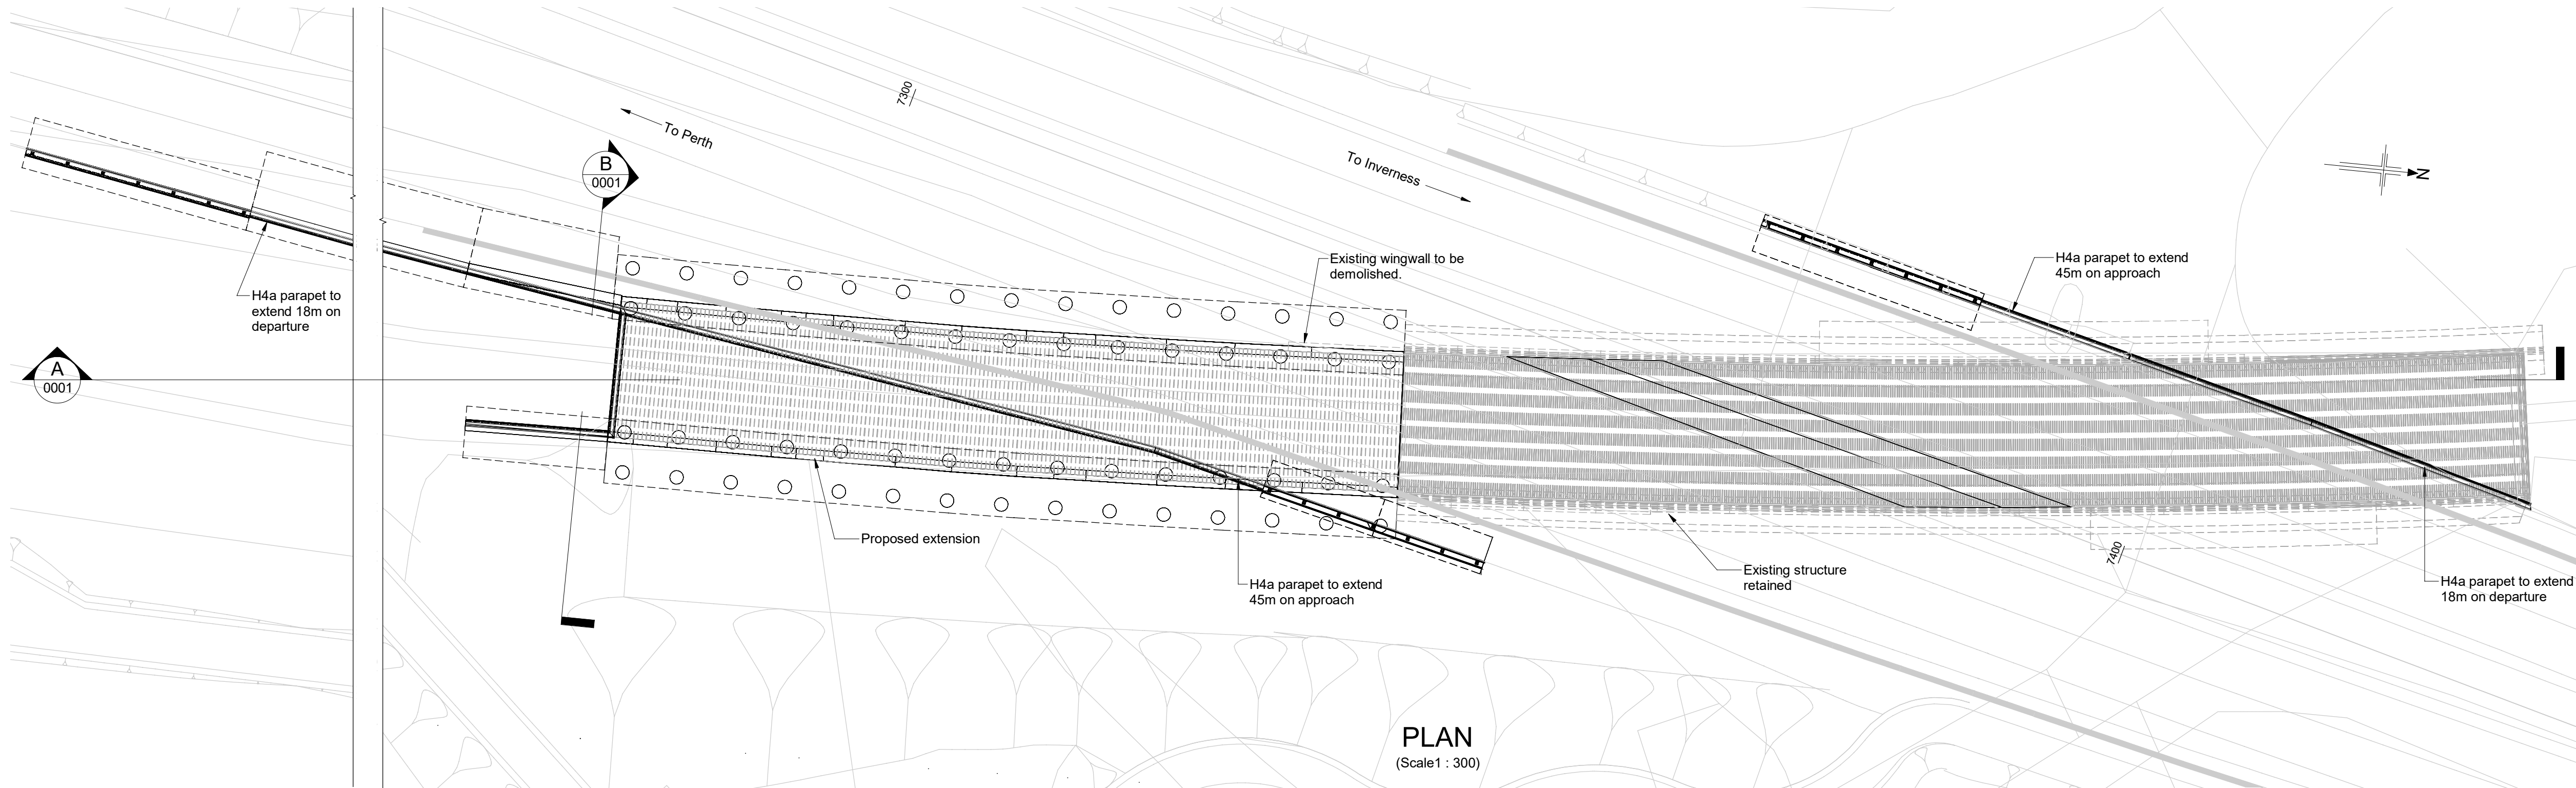 7300
To Perth
B
0001
To Inverness
N
Existing wingwall to be
demolished.
H4a parapet to extend
45m on approach
H4a parapet to
extend 18m on
departure
A
0001
Proposed extension
7400
Existing structure
retained
H4a parapet to extend
45m on approach
H4a parapet to extend
18m on departure
PLAN
(Scale1 : 300)